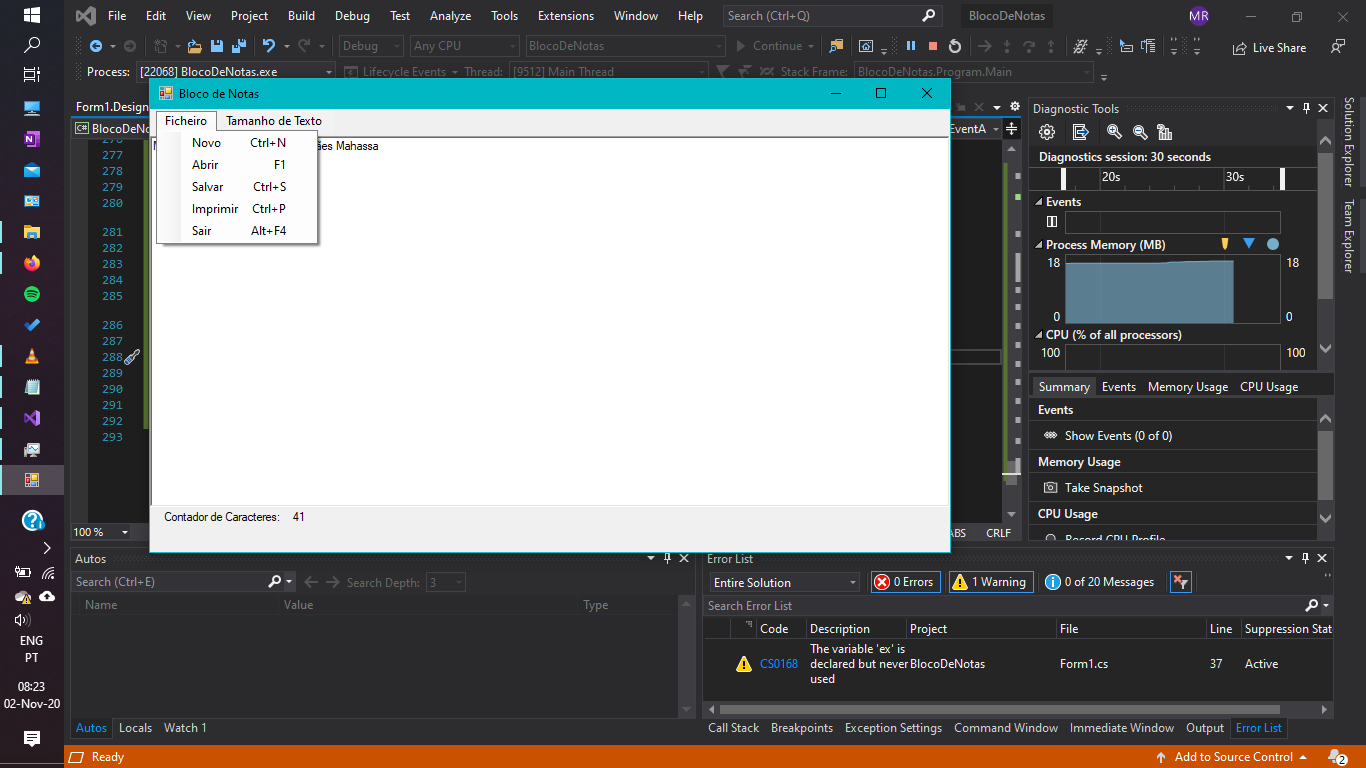 File Edit View Project Build Debug Test Analyze Tools Extensions Window Help Search (Ctrl+Q) BlocoDeNotas MR
Debug Any CPU BlocoDeNotas Continue Live Share
Process: [22068] BlocoDeNotas.exe Lifecycle Events Thread: [9512] Main Thread Stack Frame: BlocoDeNotas.Program.Main
Form1.Design
BlocoDeNo
EventA
277
278
279
280
281
282
283
284
285
286
287
288
289
290
291
292
293
100 %
ABS CRLF
Bloco de Notas
Ficheiro Tamanho de Texto
Novo Ctrl+N
Abrir F1
Salvar Ctrl+S
Imprimir Ctrl+P
Sair Alt+F4
ães Mahassa
Contador de Caracteres: 41
Diagnostic Tools
Diagnostics session: 30 seconds
20s 30s
Events
Process Memory (MB)
18 18
0 0
CPU (% of all processors)
100 100
Summary Events Memory Usage CPU Usage
Events
Show Events (0 of 0)
Memory Usage
Take Snapshot
CPU Usage
Record CPU Profile
Solution Explorer
Team Explorer
Autos
Search (Ctrl+E) Search Depth: 3
Name Value Type
Autos Locals Watch 1
Error List
Entire Solution 0 Errors 1 Warning 0 of 20 Messages
Search Error List
Code Description Project File Line Suppression Stat
CS0168 The variable 'ex' is declared but never used BlocoDeNotas Form1.cs 37 Active
Call Stack Breakpoints Exception Settings Command Window Immediate Window Output Error List
Ready Add to Source Control 2
ENG
PT
08:23
02-Nov-20